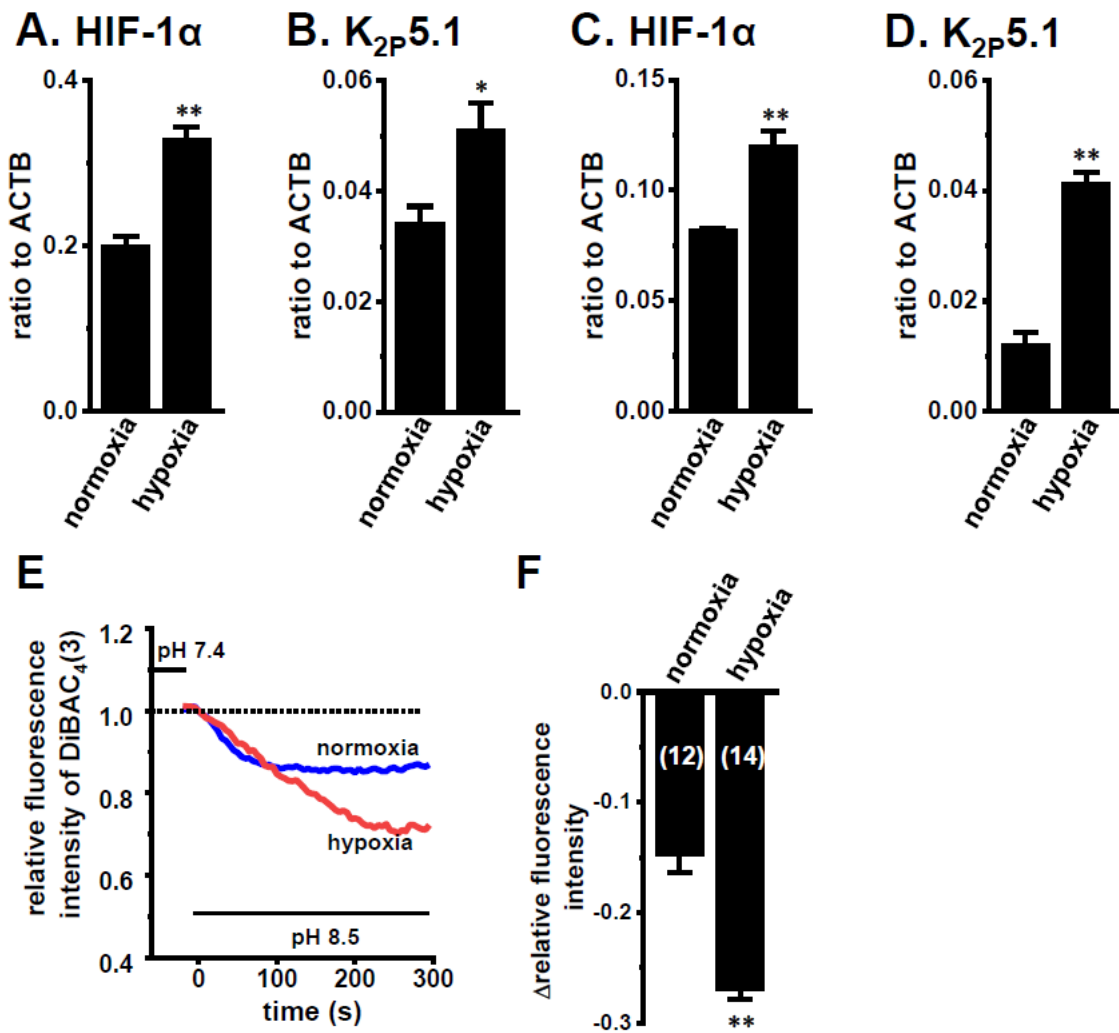 A. HIF-1α
B. K2P5.1
C. HIF-1α
D. K2P5.1
ratio to ACTB
0.4
0.2
0.0
**
normoxia
hypoxia
ratio to ACTB
0.06
0.04
0.02
0.00
*
normoxia
hypoxia
ratio to ACTB
0.15
0.10
0.05
0.00
**
normoxia
hypoxia
ratio to ACTB
0.06
0.04
0.02
0.00
**
normoxia
hypoxia
E
relative fluorescence
intensity of DiBAC4(3)
1.2
1.0
0.8
0.6
0.4
pH 7.4
normoxia
hypoxia
pH 8.5
0 100 200 300
time (s)
F
normoxia
hypoxia
Δrelative fluorescence
intensity
0.0
-0.1
-0.2
-0.3
(12) (14)
**